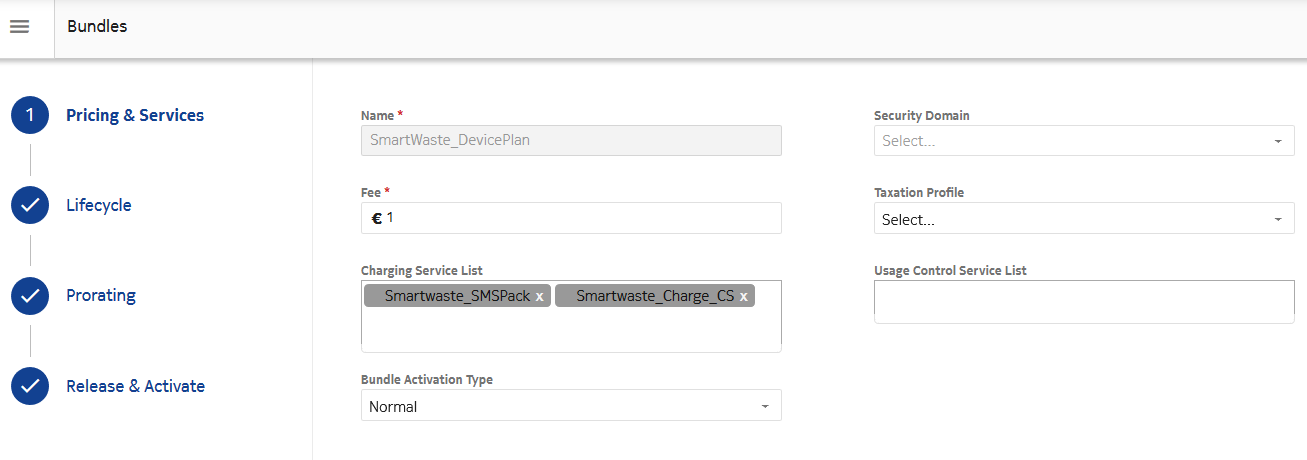 Bundles
1 Pricing & Services
Lifecycle
Prorating
Release & Activate
Name *
SmartWaste_DevicePlan
Security Domain
Select...
Fee *
€ 1
Taxation Profile
Select...
Charging Service List
Smartwaste_SMSPack x Smartwaste_Charge_CS x
Usage Control Service List
Bundle Activation Type
Normal